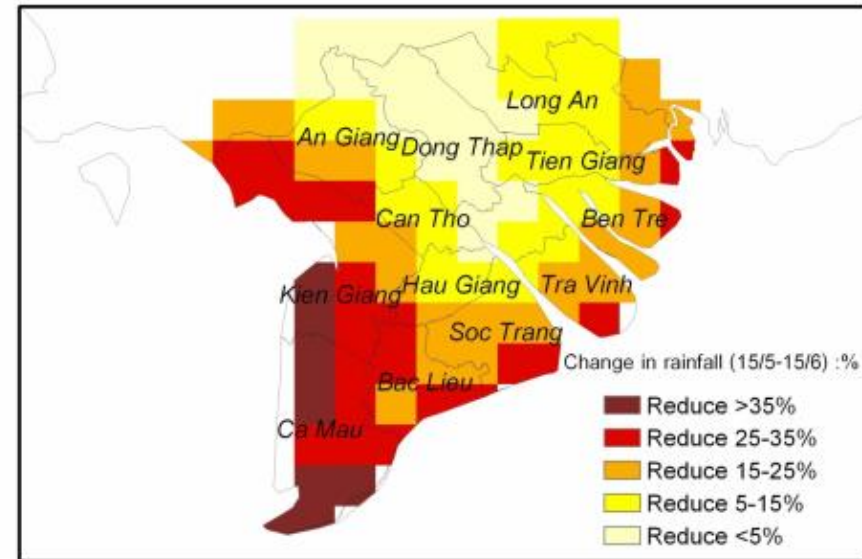 Long An
An Giang
Dong Thap
Tien Giang
Can Tho
Ben Tre
Kien Giang
Hau Giang
Tra Vinh
Soc Trang
Bac Lieu
Ca Mau
Change in rainfall (15/5-15/6) :%
Reduce >35%
Reduce 25-35%
Reduce 15-25%
Reduce 5-15%
Reduce <5%